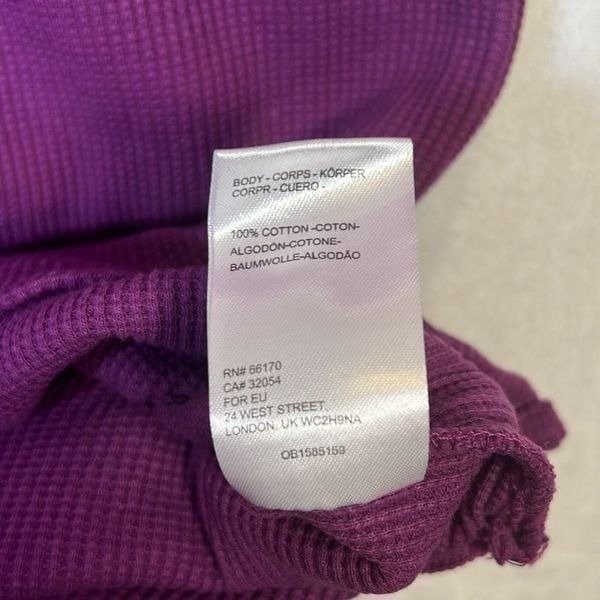 BODY - CORPS - KÖRPER
CORPR - CUERO -
100% COTTON -COTON-
ALGODÓN-COTONE-
BAUMWOLLE-ALGODÃO
RN# 66170
CA# 32054
FOR EU
24 WEST STREET,
LONDON, UK WC2H9NA
OB1585159